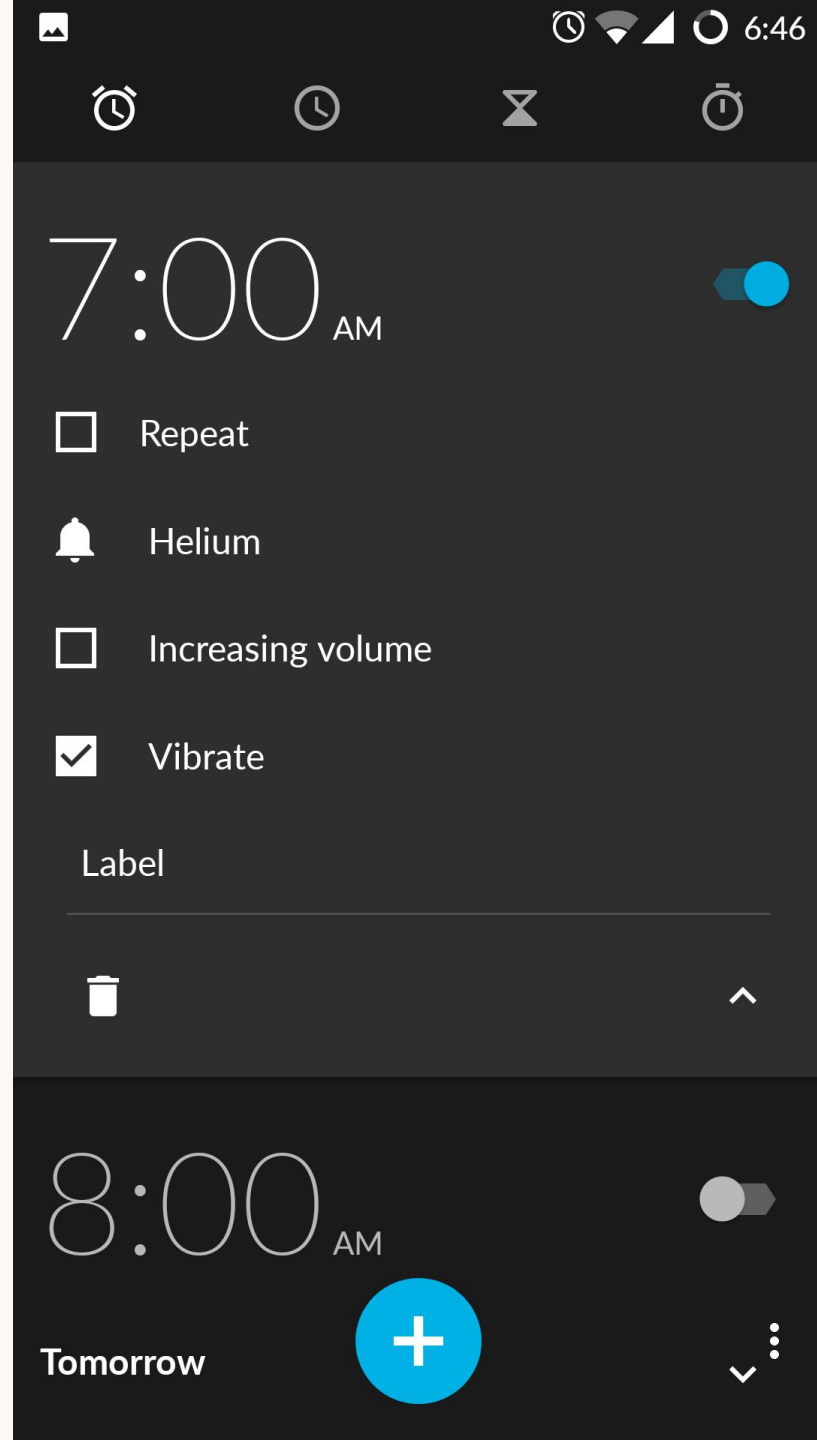 6:46
7:00 AM
Repeat
Helium
Increasing volume
Vibrate
Label
8:00 AM
Tomorrow